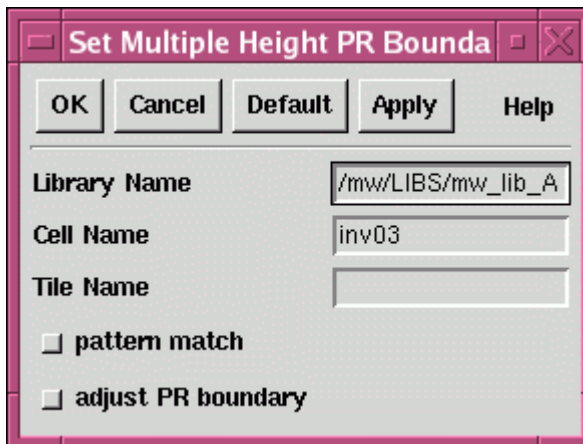 Set Multiple Height PR Bounda
OK Cancel Default Apply Help
Library Name /mw/LIBS/mw_lib_A
Cell Name inv03
Tile Name
pattern match
adjust PR boundary